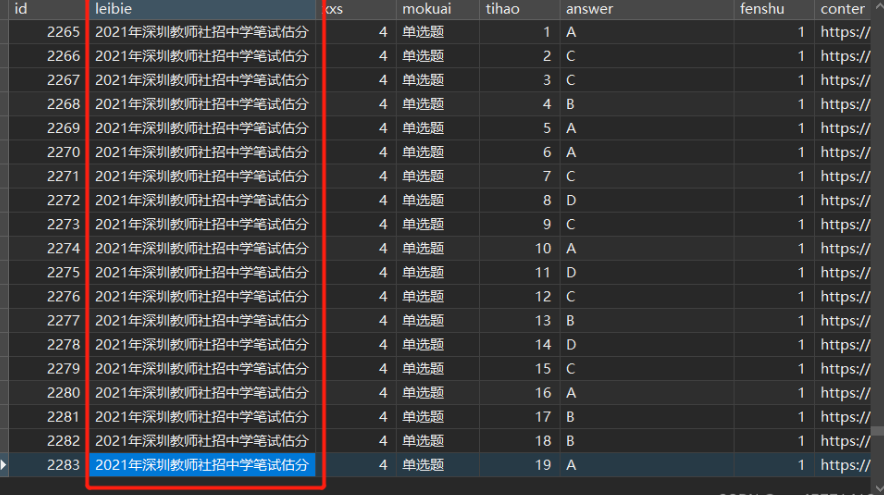 id leibie xxs mokuai tihao answer fenshu conter
2265 2021年深圳教师社招中学笔试估分 4 单选题 1 A 1 https://
2266 2021年深圳教师社招中学笔试估分 4 单选题 2 C 1 https://
2267 2021年深圳教师社招中学笔试估分 4 单选题 3 C 1 https://
2268 2021年深圳教师社招中学笔试估分 4 单选题 4 B 1 https://
2269 2021年深圳教师社招中学笔试估分 4 单选题 5 A 1 https://
2270 2021年深圳教师社招中学笔试估分 4 单选题 6 A 1 https://
2271 2021年深圳教师社招中学笔试估分 4 单选题 7 C 1 https://
2272 2021年深圳教师社招中学笔试估分 4 单选题 8 D 1 https://
2273 2021年深圳教师社招中学笔试估分 4 单选题 9 C 1 https://
2274 2021年深圳教师社招中学笔试估分 4 单选题 10 A 1 https://
2275 2021年深圳教师社招中学笔试估分 4 单选题 11 D 1 https://
2276 2021年深圳教师社招中学笔试估分 4 单选题 12 C 1 https://
2277 2021年深圳教师社招中学笔试估分 4 单选题 13 B 1 https://
2278 2021年深圳教师社招中学笔试估分 4 单选题 14 D 1 https://
2279 2021年深圳教师社招中学笔试估分 4 单选题 15 C 1 https://
2280 2021年深圳教师社招中学笔试估分 4 单选题 16 A 1 https://
2281 2021年深圳教师社招中学笔试估分 4 单选题 17 B 1 https://
2282 2021年深圳教师社招中学笔试估分 4 单选题 18 B 1 https://
2283 2021年深圳教师社招中学笔试估分 4 单选题 19 A 1 https://